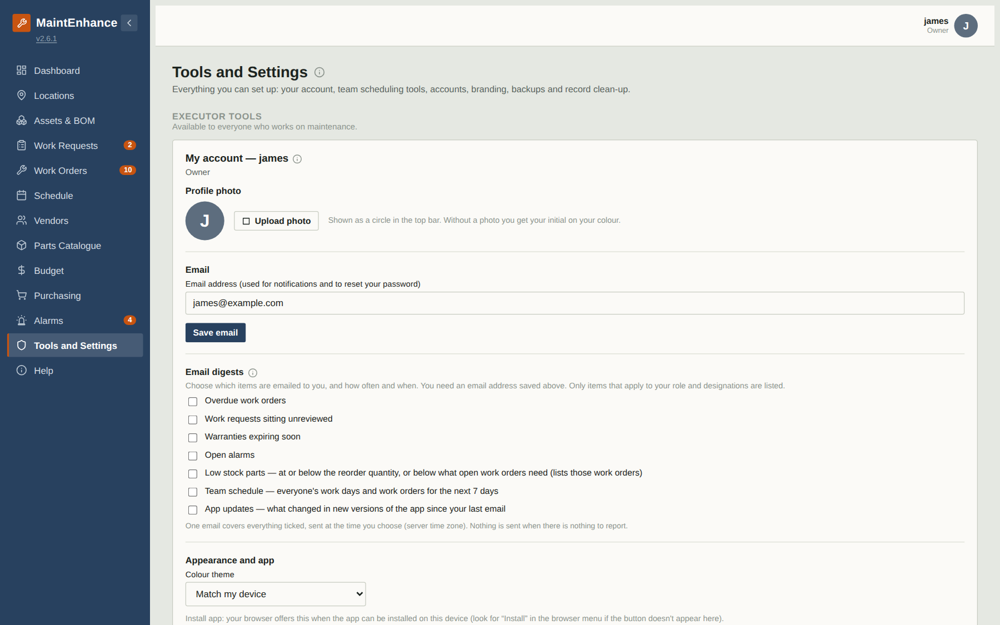 MaintEnhance
v2.6.1
Dashboard
Locations
Assets & BOM
Work Requests 2
Work Orders 10
Schedule
Vendors
Parts Catalogue
Budget
Purchasing
Alarms 4
Tools and Settings
Help
james
Owner
J
Tools and Settings
Everything you can set up: your account, team scheduling tools, accounts, branding, backups and record clean-up.
EXECUTOR TOOLS
Available to everyone who works on maintenance.
My account — james
Owner
Profile photo
J
Upload photo
Shown as a circle in the top bar. Without a photo you get your initial on your colour.
Email
Email address (used for notifications and to reset your password)
james@example.com
Save email
Email digests
Choose which items are emailed to you, and how often and when. You need an email address saved above. Only items that apply to your role and designations are listed.
Overdue work orders
Work requests sitting unreviewed
Warranties expiring soon
Open alarms
Low stock parts — at or below the reorder quantity, or below what open work orders need (lists those work orders)
Team schedule — everyone's work days and work orders for the next 7 days
App updates — what changed in new versions of the app since your last email
One email covers everything ticked, sent at the time you choose (server time zone). Nothing is sent when there is nothing to report.
Appearance and app
Colour theme
Match my device
Install app: your browser offers this when the app can be installed on this device (look for “Install” in the browser menu if the button doesn't appear here).